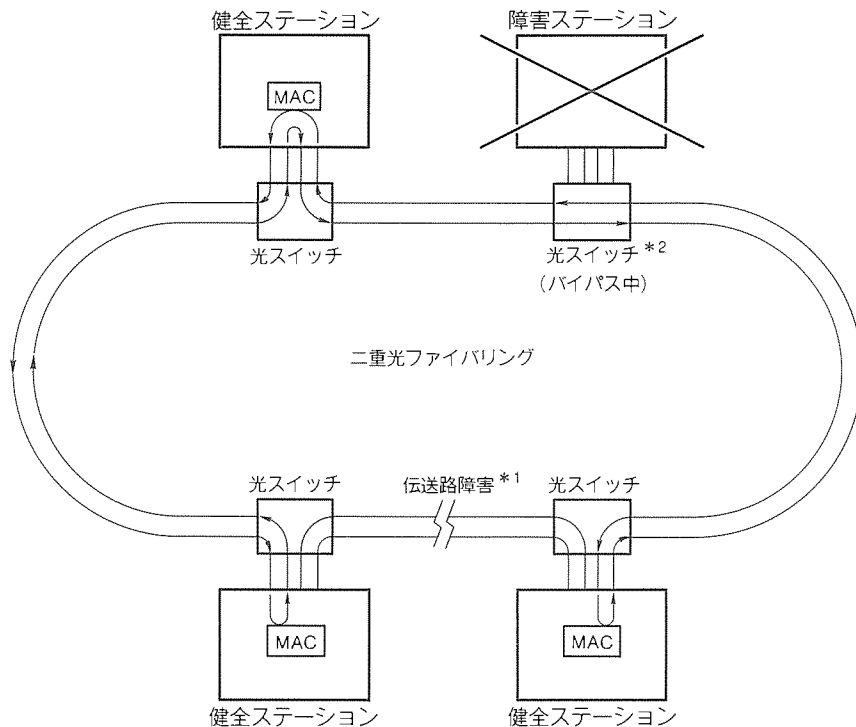 健全ステーション
障害ステーション
MAC
光スイッチ
光スイッチ*2
(バイパス中)
二重光ファイバリング
光スイッチ
伝送路障害*1
光スイッチ
MAC
MAC
健全ステーション
健全ステーション